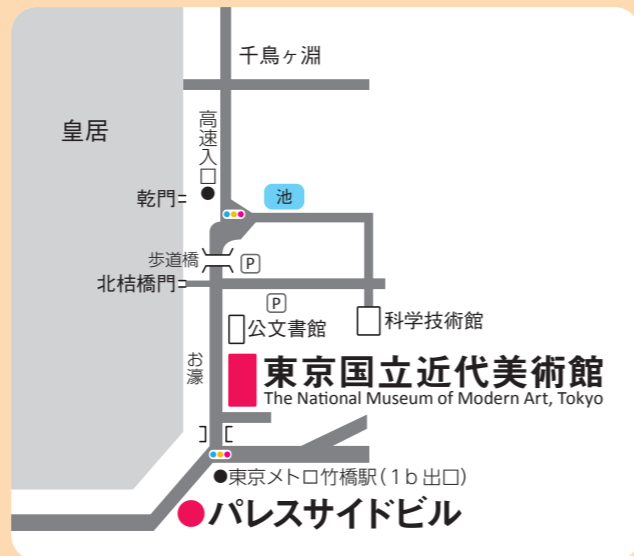 千鳥ヶ淵
皇居
高速入口
乾門
池
歩道橋
P
北桔橋門
P
公文書館
科学技術館
お濠
東京国立近代美術館
The National Museum of Modern Art, Tokyo
●東京メトロ竹橋駅(1b出口)
●パレスサイドビル